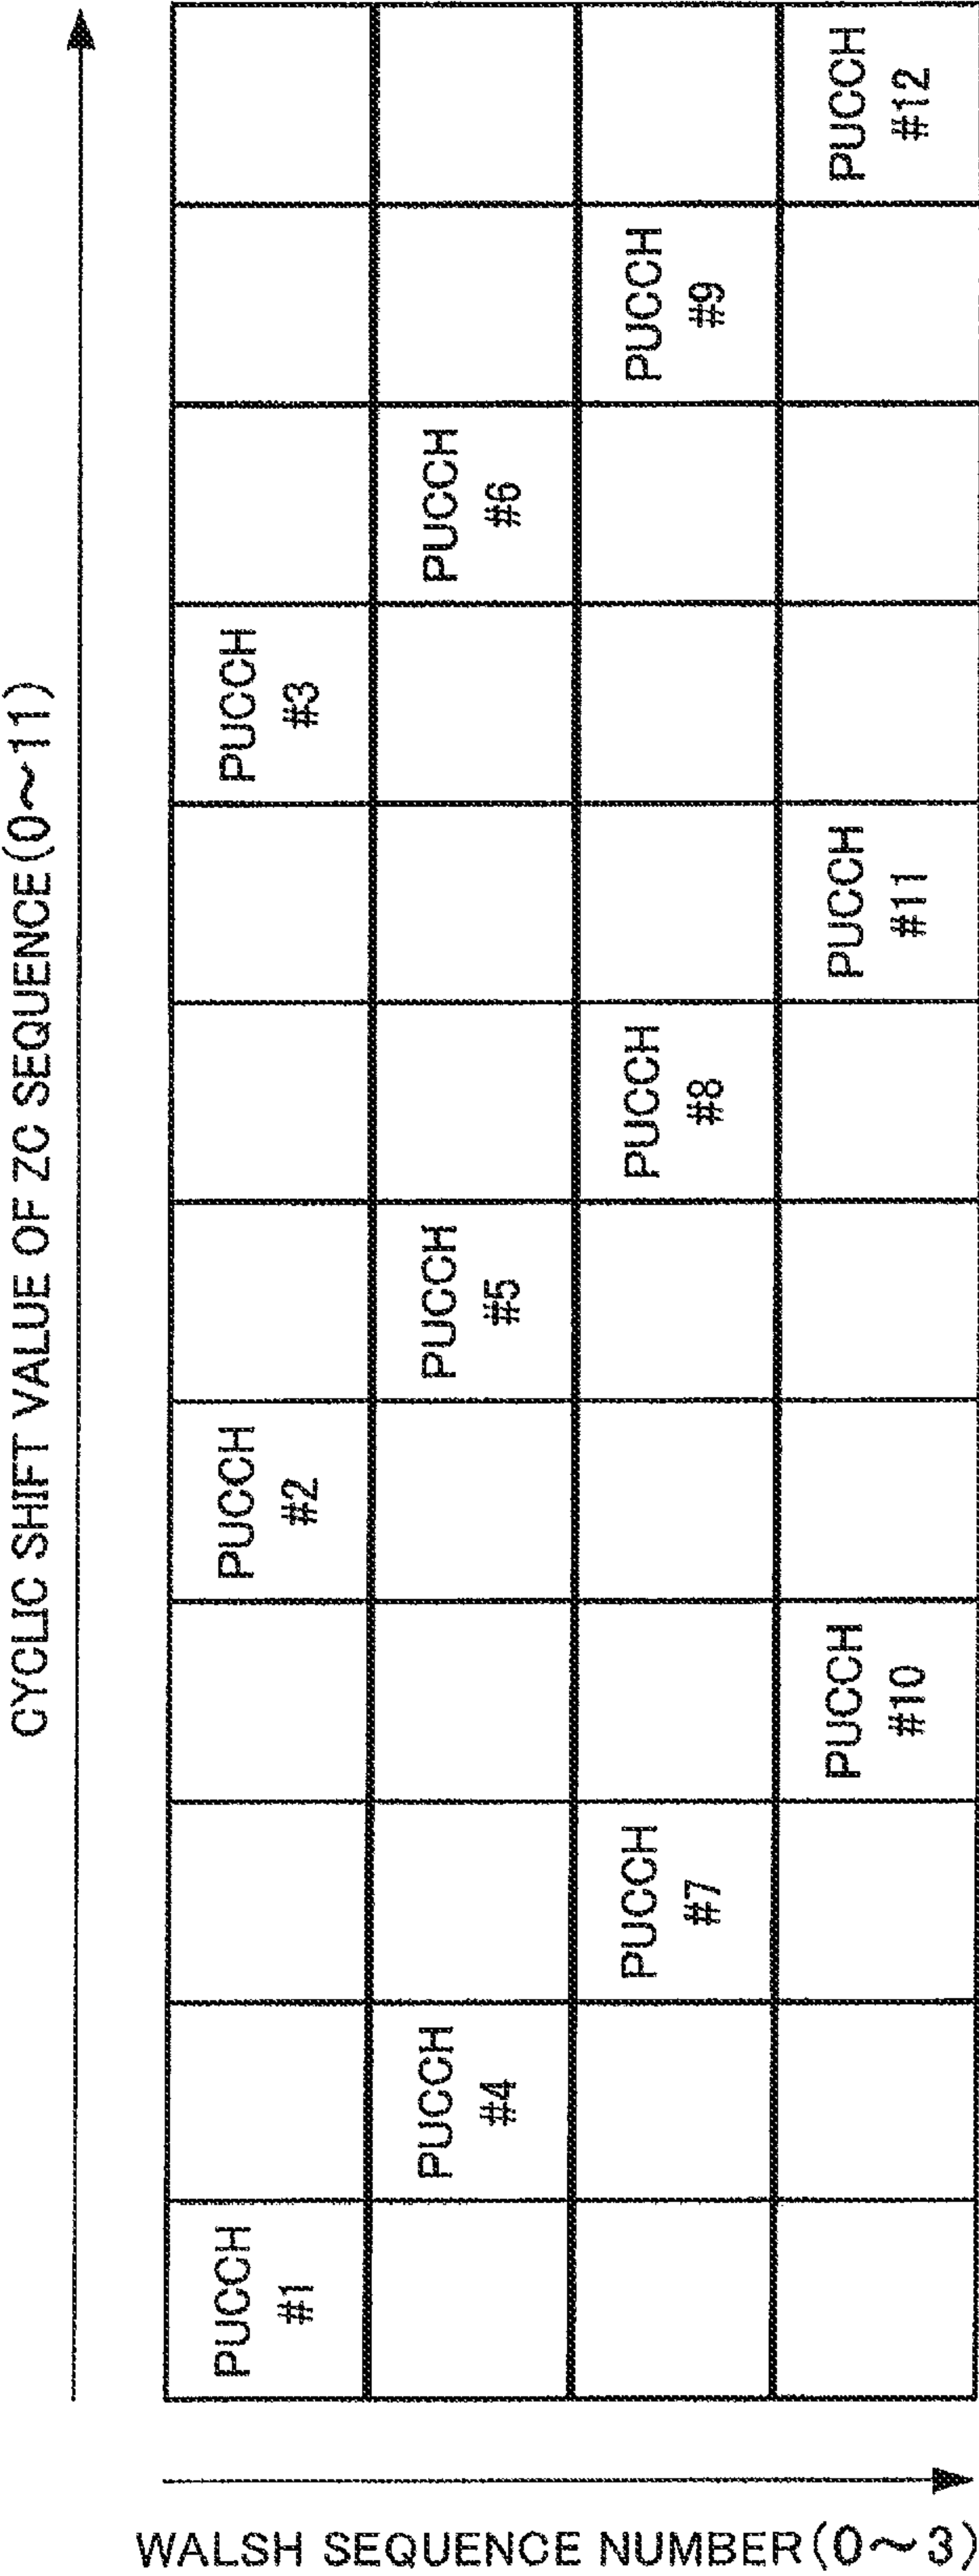 CYCLIC SHIFT VALUE OF ZC SEQUENCE(0~11)
PUCCH
#12
PUCCH
#9
PUCCH
#6
PUCCH
#3
PUCCH
#11
PUCCH
#8
PUCCH
#5
PUCCH
#2
PUCCH
#10
PUCCH
#7
PUCCH
#4
PUCCH
#1
WALSH SEQUENCE NUMBER(0~3)